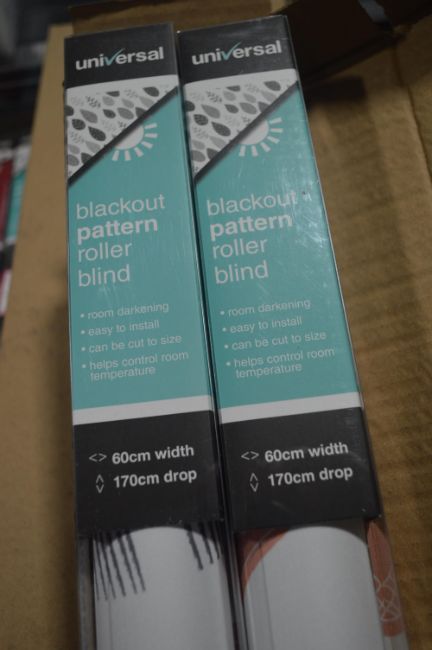 universal
blackout
pattern
roller
blind
• room darkening
• easy to install
• can be cut to size
• helps control room
temperature
<> 60cm width
170cm drop
universal
blackout
pattern
roller
blind
• room darkening
• easy to install
• can be cut to size
• helps control room
temperature
<> 60cm width
170cm drop